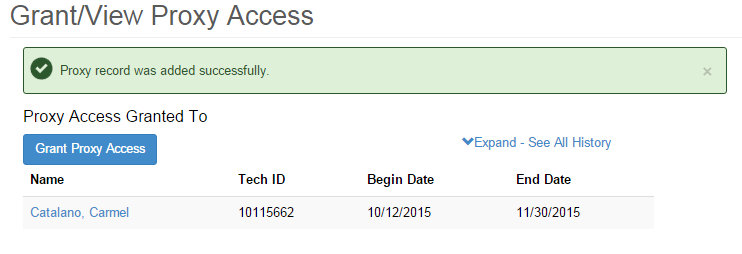 Grant/View Proxy Access
Proxy record was added successfully. ×
Proxy Access Granted To
Grant Proxy Access Expand - See All History
Name Tech ID Begin Date End Date
Catalano, Carmel 10115662 10/12/2015 11/30/2015